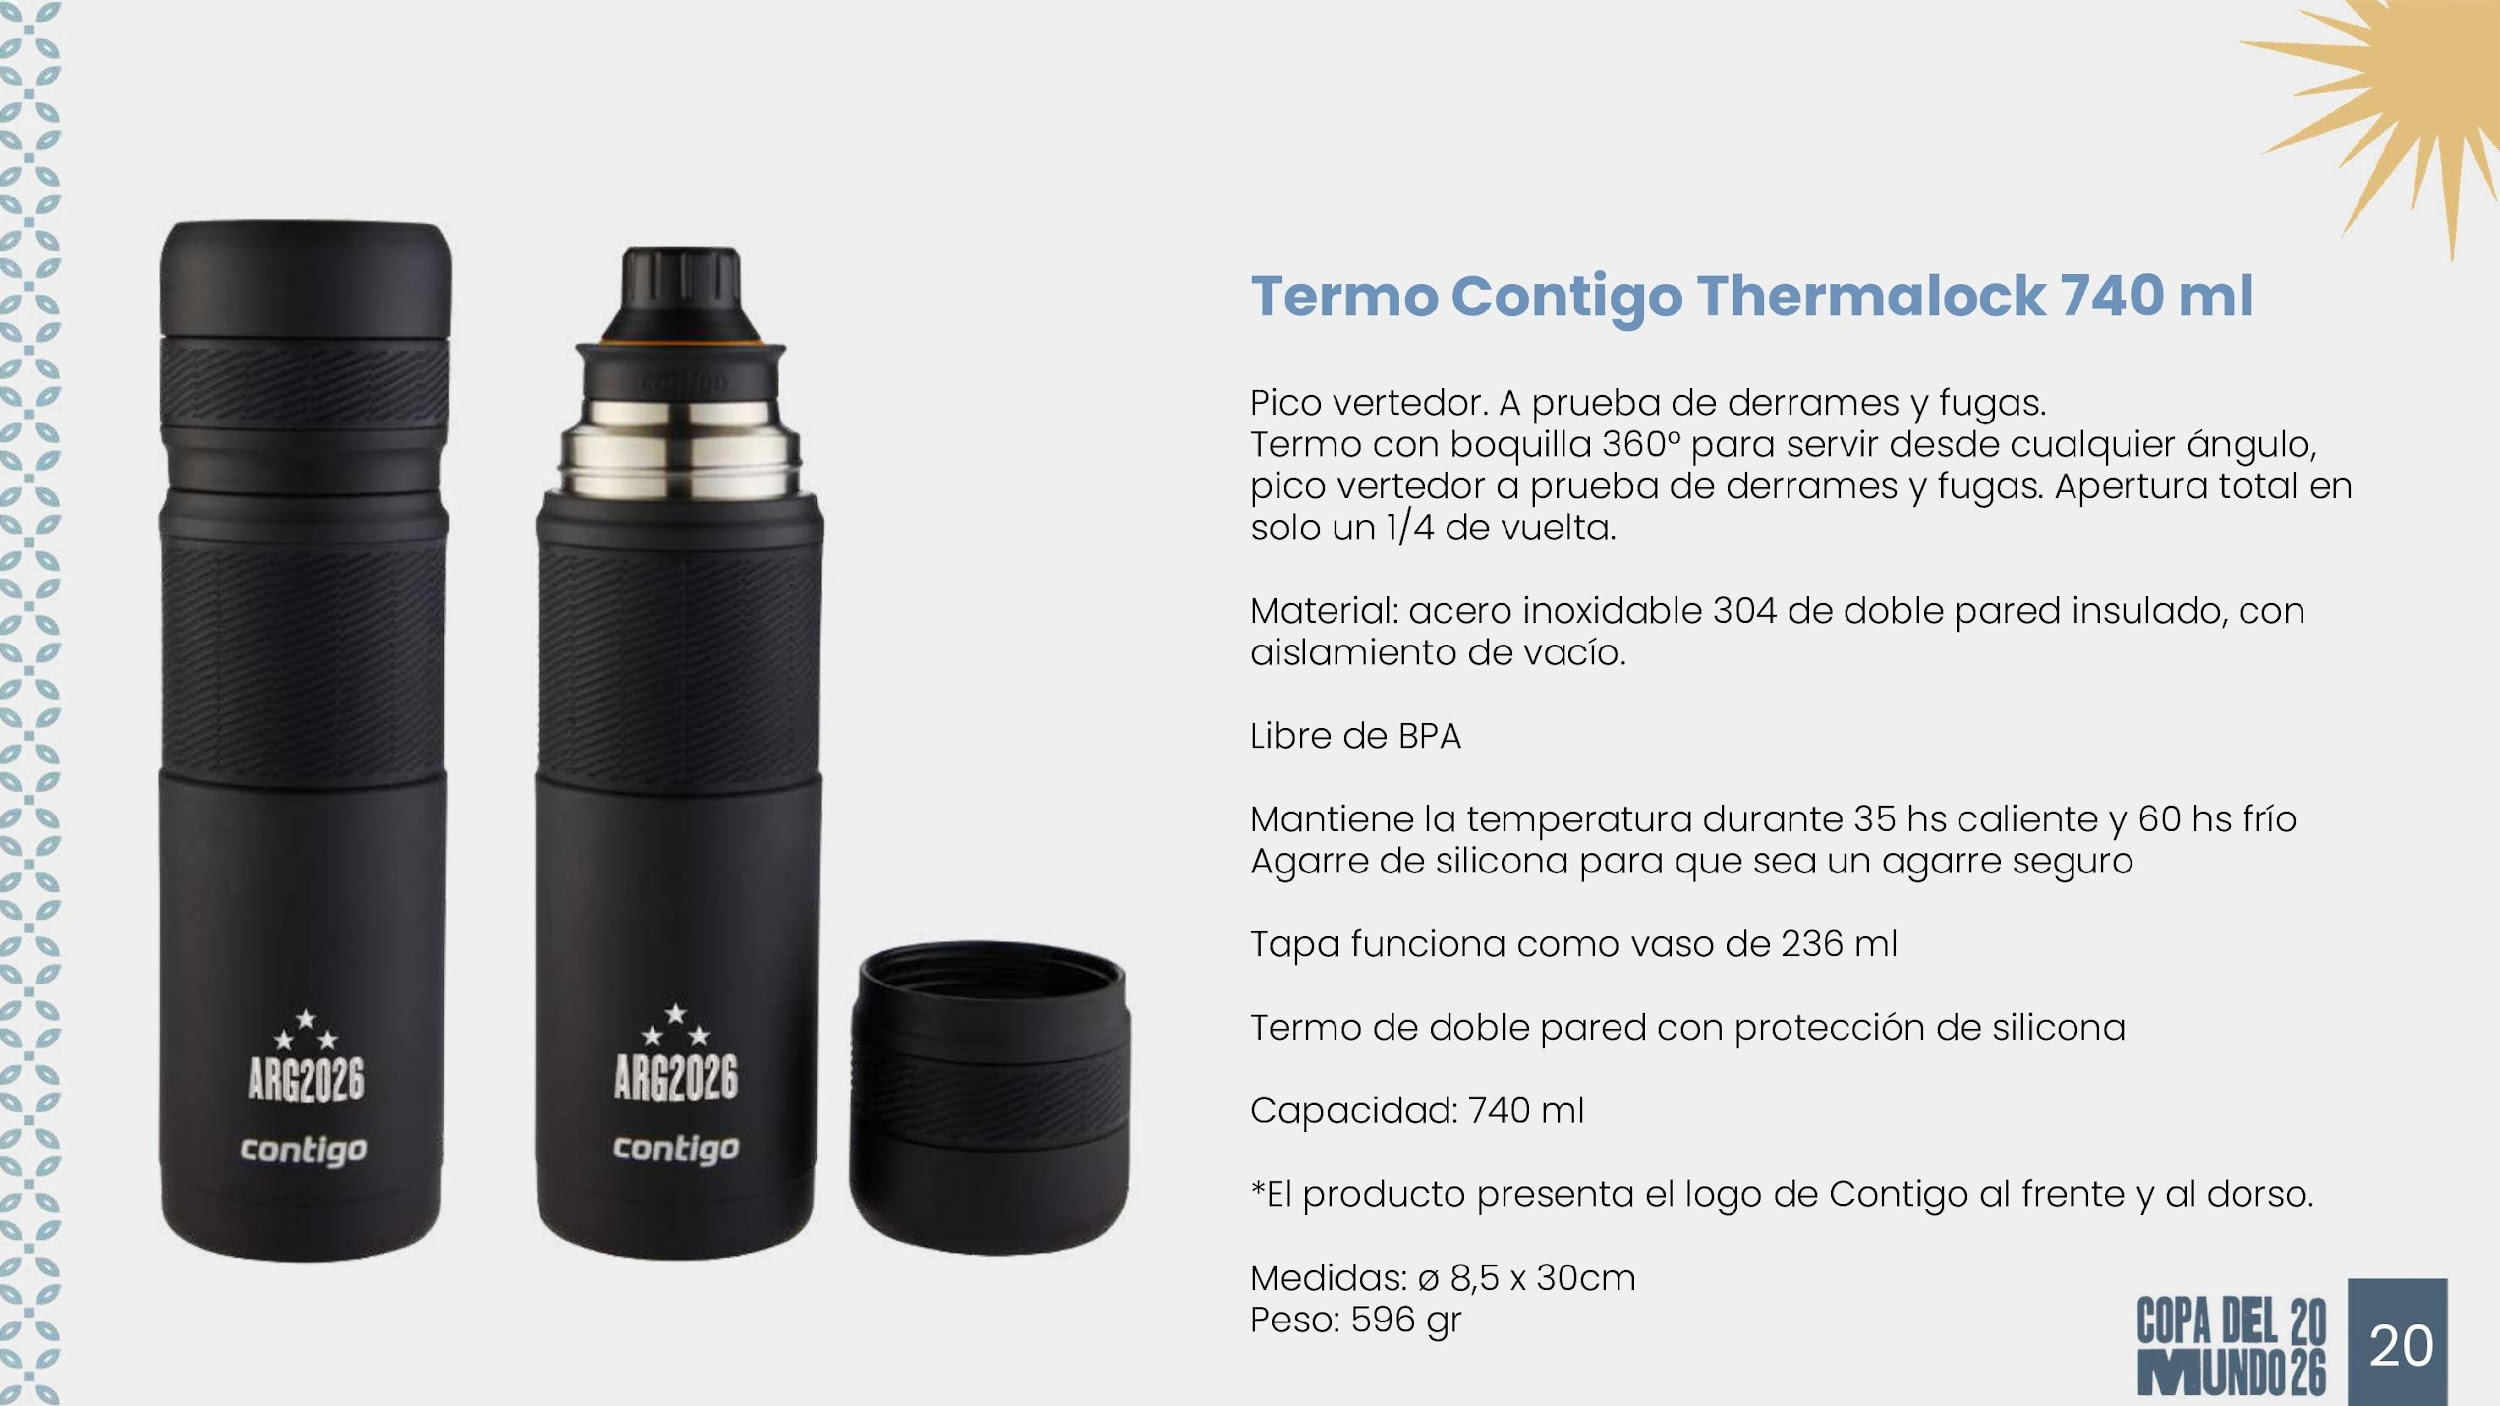 Termo Contigo Thermalock 740 ml
Pico vertedor. A prueba de derrames y fugas.
Termo con boquilla 360º para servir desde cualquier ángulo,
pico vertedor a prueba de derrames y fugas. Apertura total en
solo un 1/4 de vuelta.
Material: acero inoxidable 304 de doble pared insulado, con
aislamiento de vacío.
Libre de BPA
Mantiene la temperatura durante 35 hs caliente y 60 hs frío
Agarre de silicona para que sea un agarre seguro
Tapa funciona como vaso de 236 ml
Termo de doble pared con protección de silicona
Capacidad: 740 ml
*El producto presenta el logo de Contigo al frente y al dorso.
Medidas: ø 8,5 x 30cm
Peso: 596 gr
contigo
ARG2026
contigo
ARG2026
contigo
COPA DEL 20
MUNDO 26
20